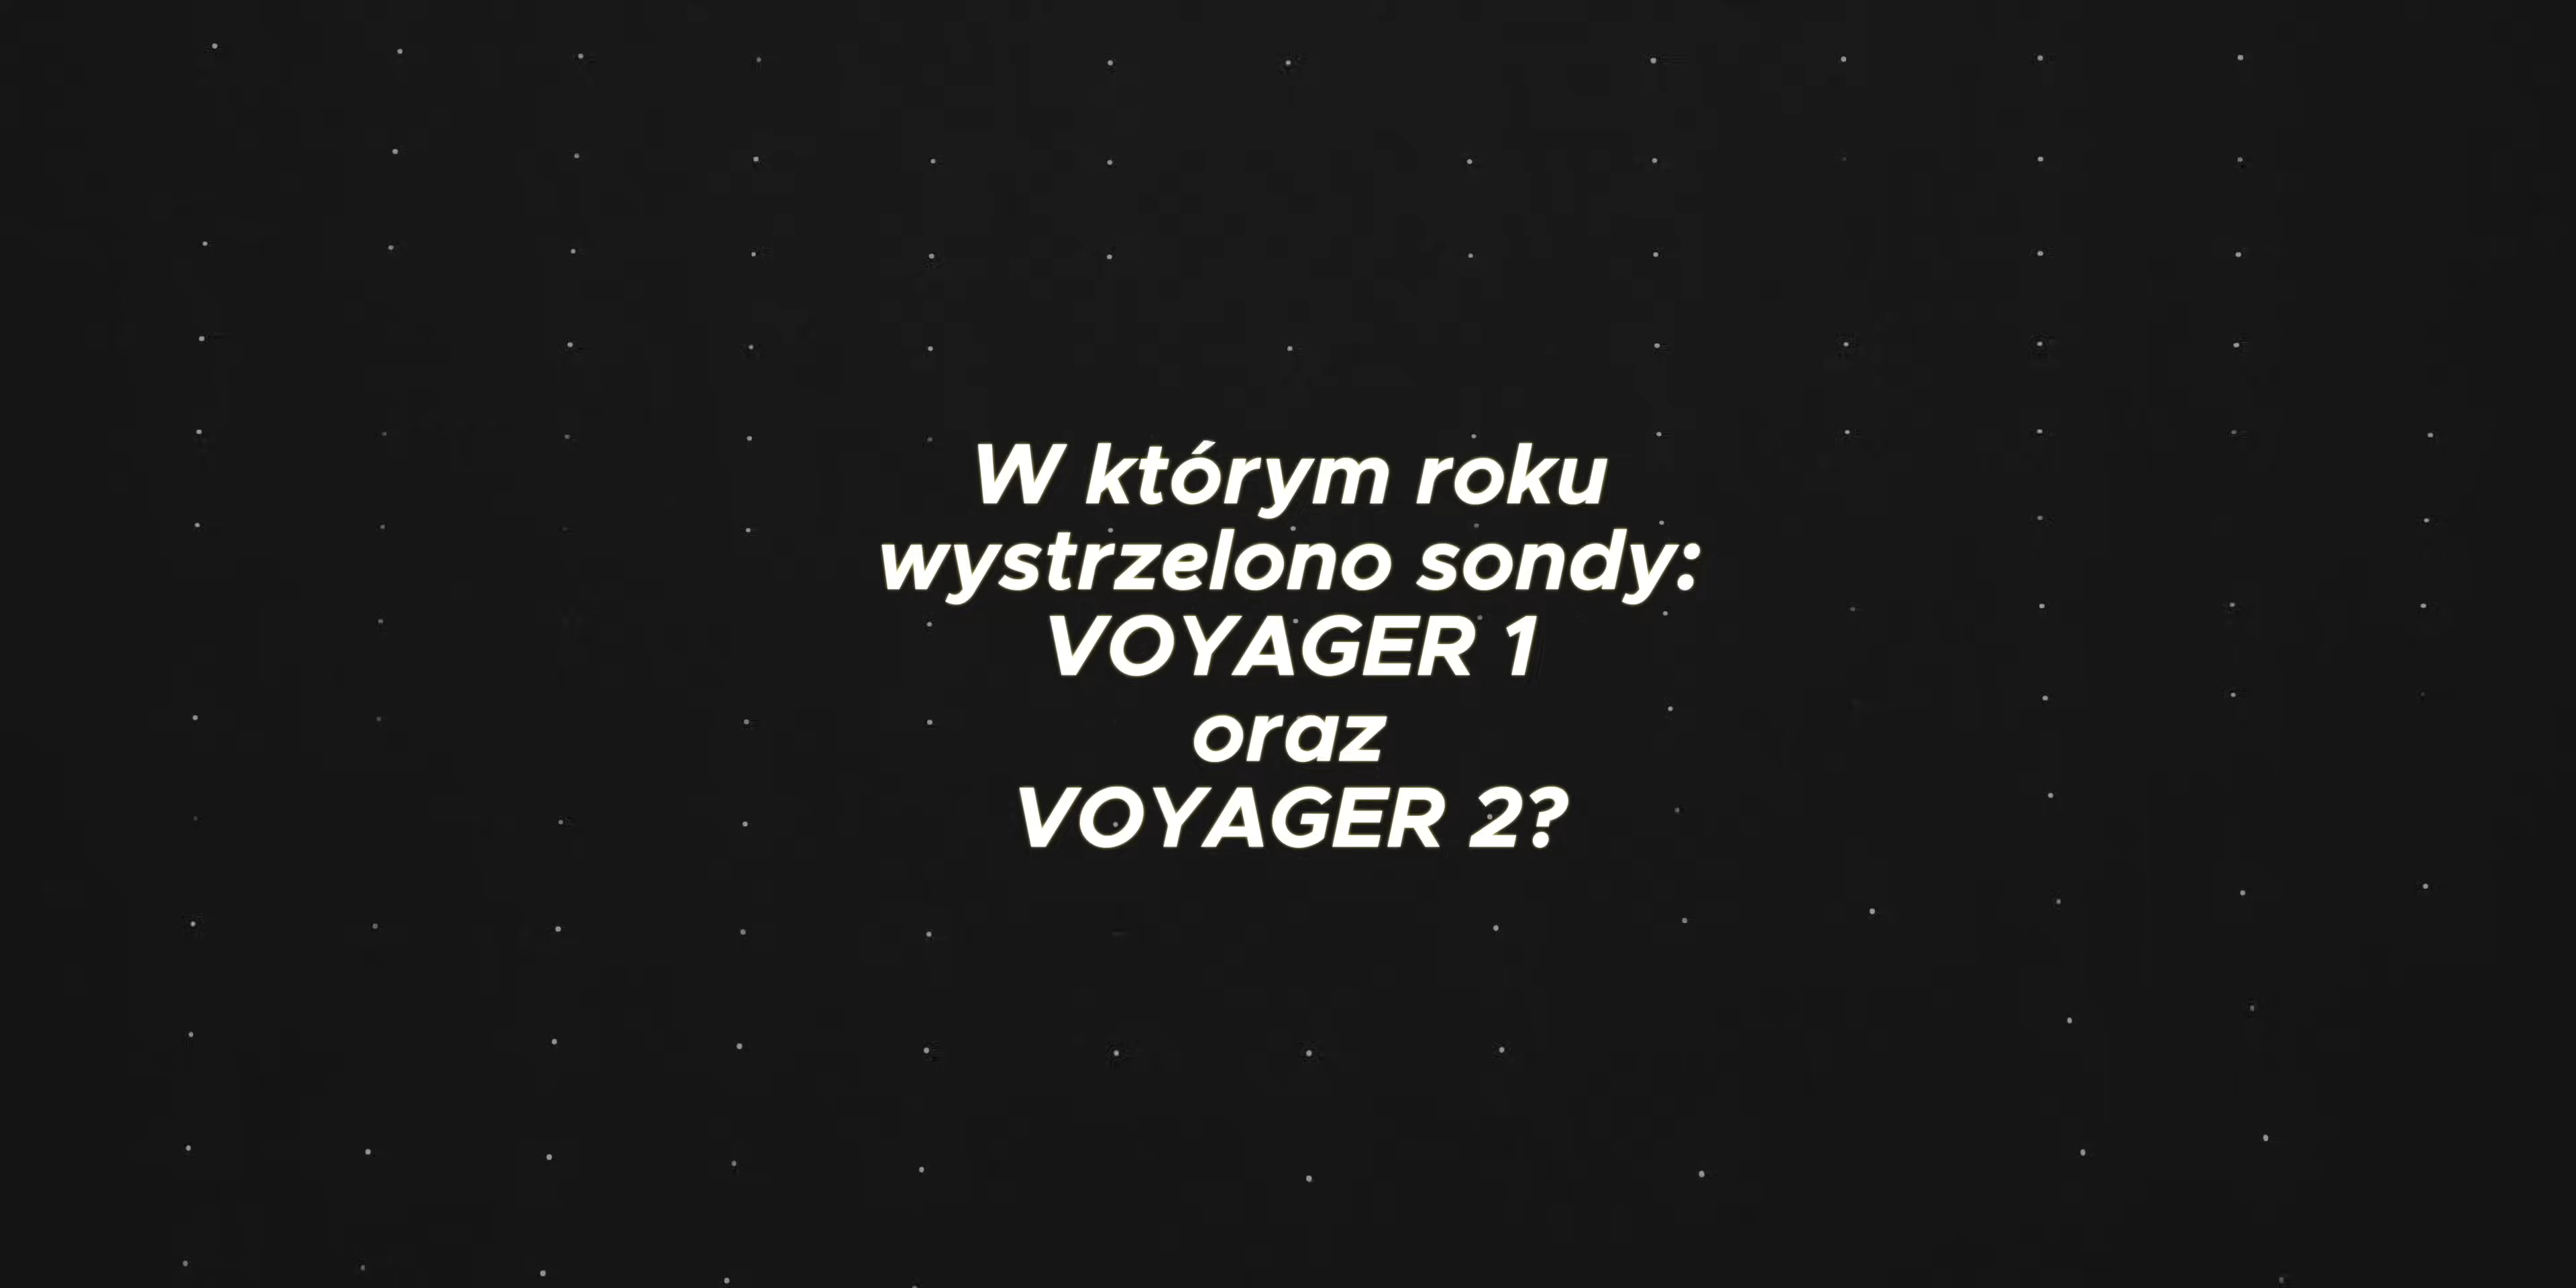 W którym roku
wystrzelono sondy:
VOYAGER 1
oraz
VOYAGER 2?